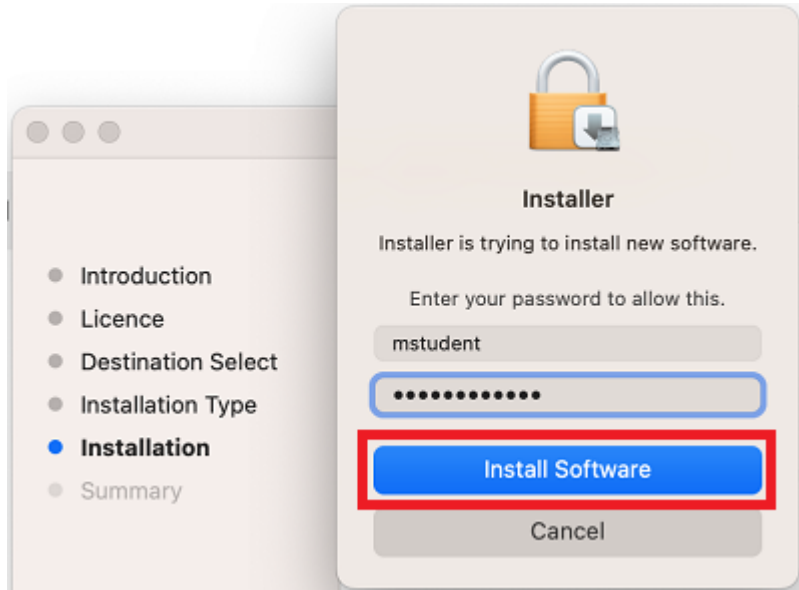 Introduction
Licence
Destination Select
Installation Type
Installation
Summary
Installer
Installer is trying to install new software.
Enter your password to allow this.
mstudent
••••••••••••
Install Software
Cancel